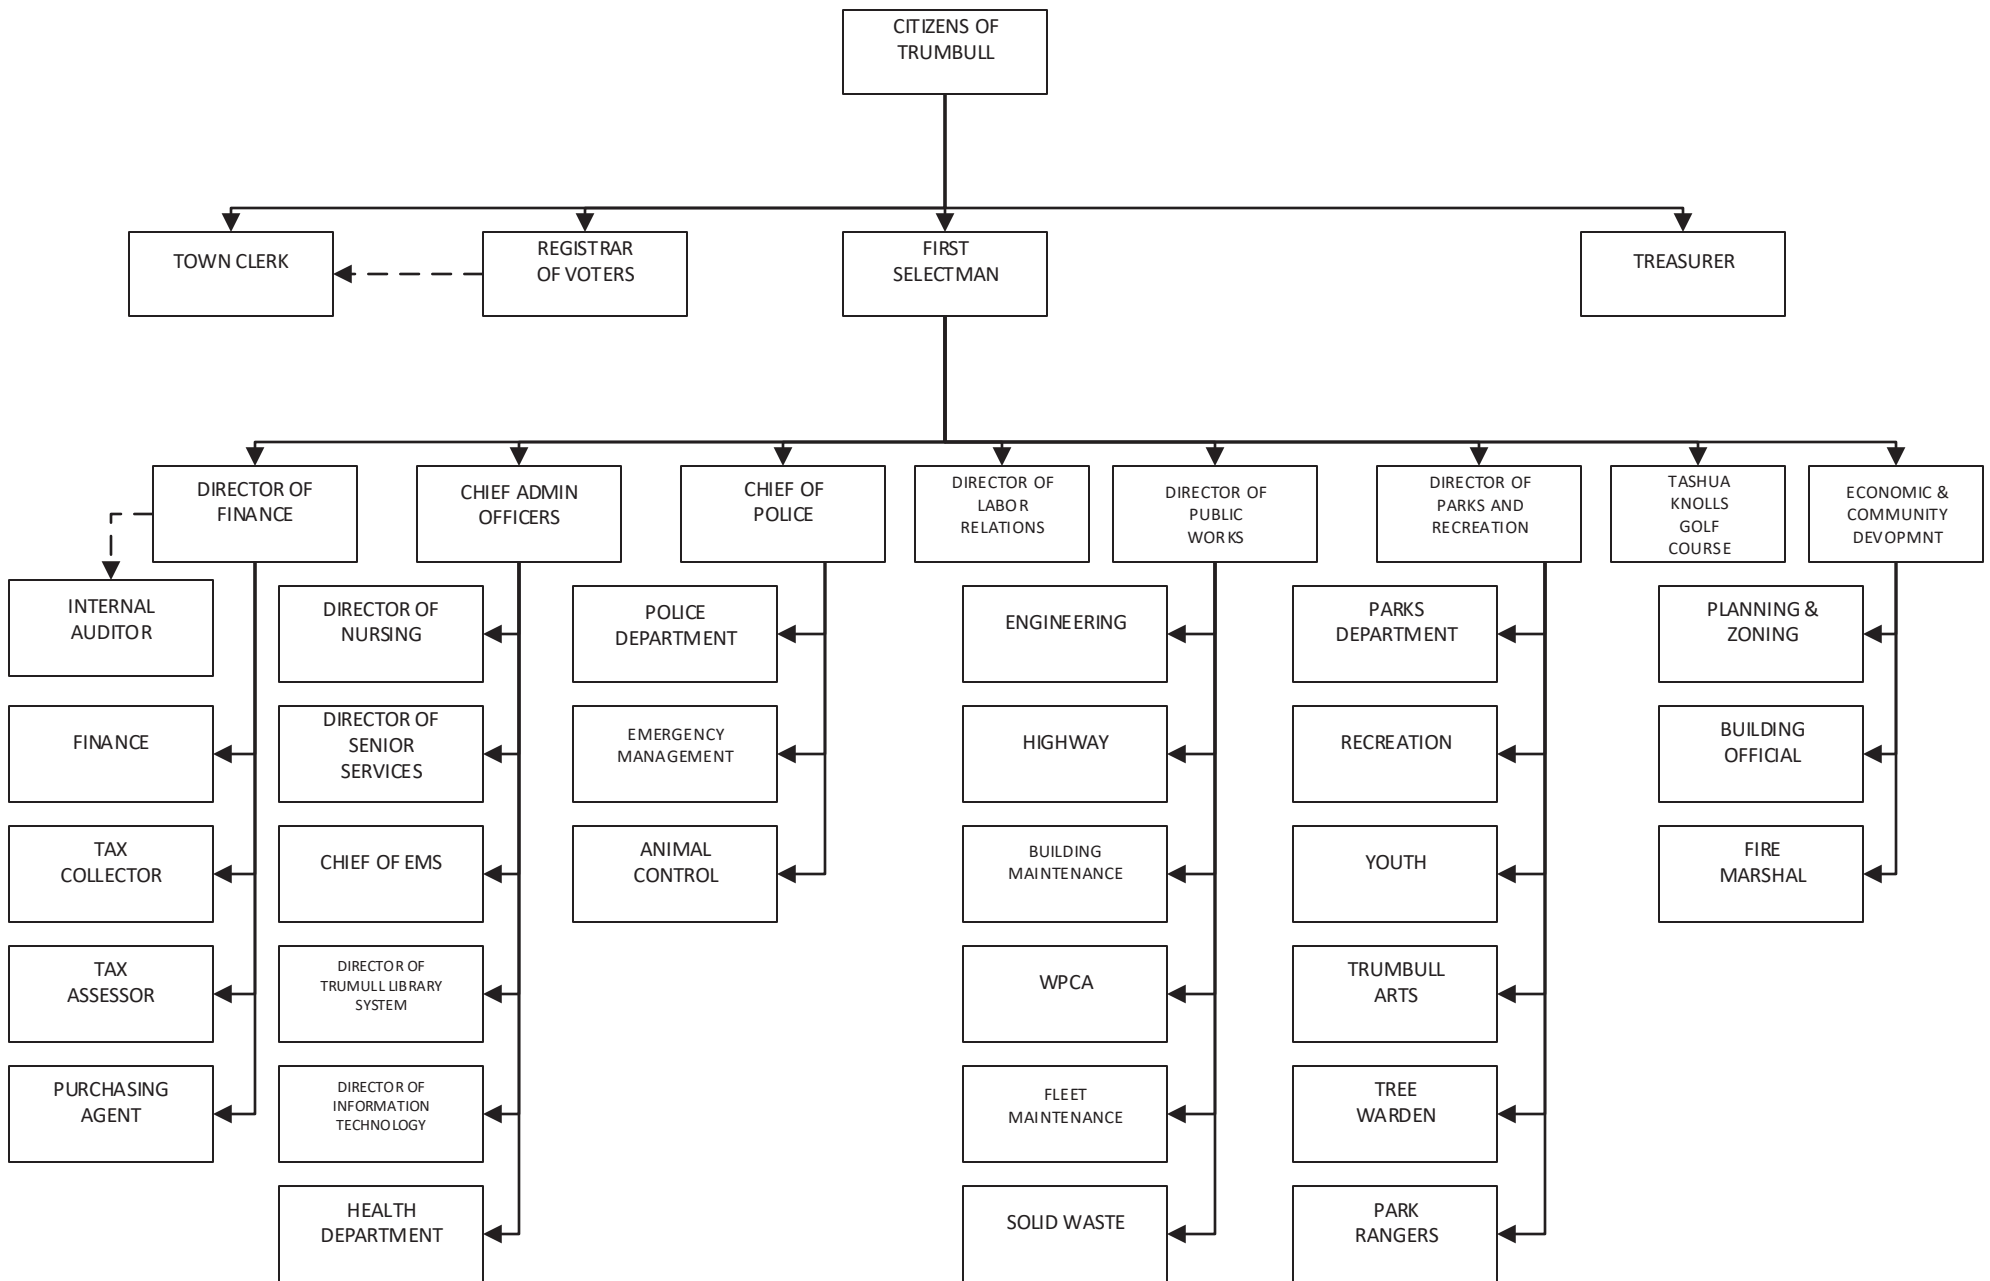 CITIZENS OF
TRUMBULL
TOWN CLERK
REGISTRAR
OF VOTERS
FIRST
SELECTMAN
TREASURER
DIRECTOR OF
FINANCE
CHIEF ADMIN
OFFICERS
CHIEF OF
POLICE
DIRECTOR OF
LABOR
RELATIONS
DIRECTOR OF
PUBLIC
WORKS
DIRECTOR OF
PARKS AND
RECREATION
TASHUA
KNOLLS
GOLF
COURSE
ECONOMIC &
COMMUNITY
DEVOPMNT
INTERNAL
AUDITOR
DIRECTOR OF
NURSING
POLICE
DEPARTMENT
ENGINEERING
PARKS
DEPARTMENT
PLANNING &
ZONING
FINANCE
DIRECTOR OF
SENIOR
SERVICES
EMERGENCY
MANAGEMENT
HIGHWAY
RECREATION
BUILDING
OFFICIAL
TAX
COLLECTOR
CHIEF OF EMS
ANIMAL
CONTROL
BUILDING
MAINTENANCE
YOUTH
FIRE
MARSHAL
TAX
ASSESSOR
DIRECTOR OF
TRUMULL LIBRARY
SYSTEM
WPCA
TRUMBULL
ARTS
PURCHASING
AGENT
DIRECTOR OF
INFORMATION
TECHNOLOGY
FLEET
MAINTENANCE
TREE
WARDEN
HEALTH
DEPARTMENT
SOLID WASTE
PARK
RANGERS